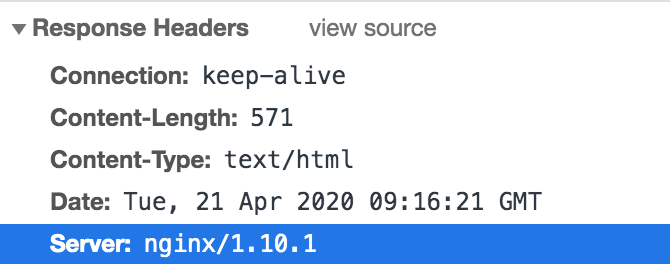 Response Headers view source
Connection: keep-alive
Content-Length: 571
Content-Type: text/html
Date: Tue, 21 Apr 2020 09:16:21 GMT
Server: nginx/1.10.1